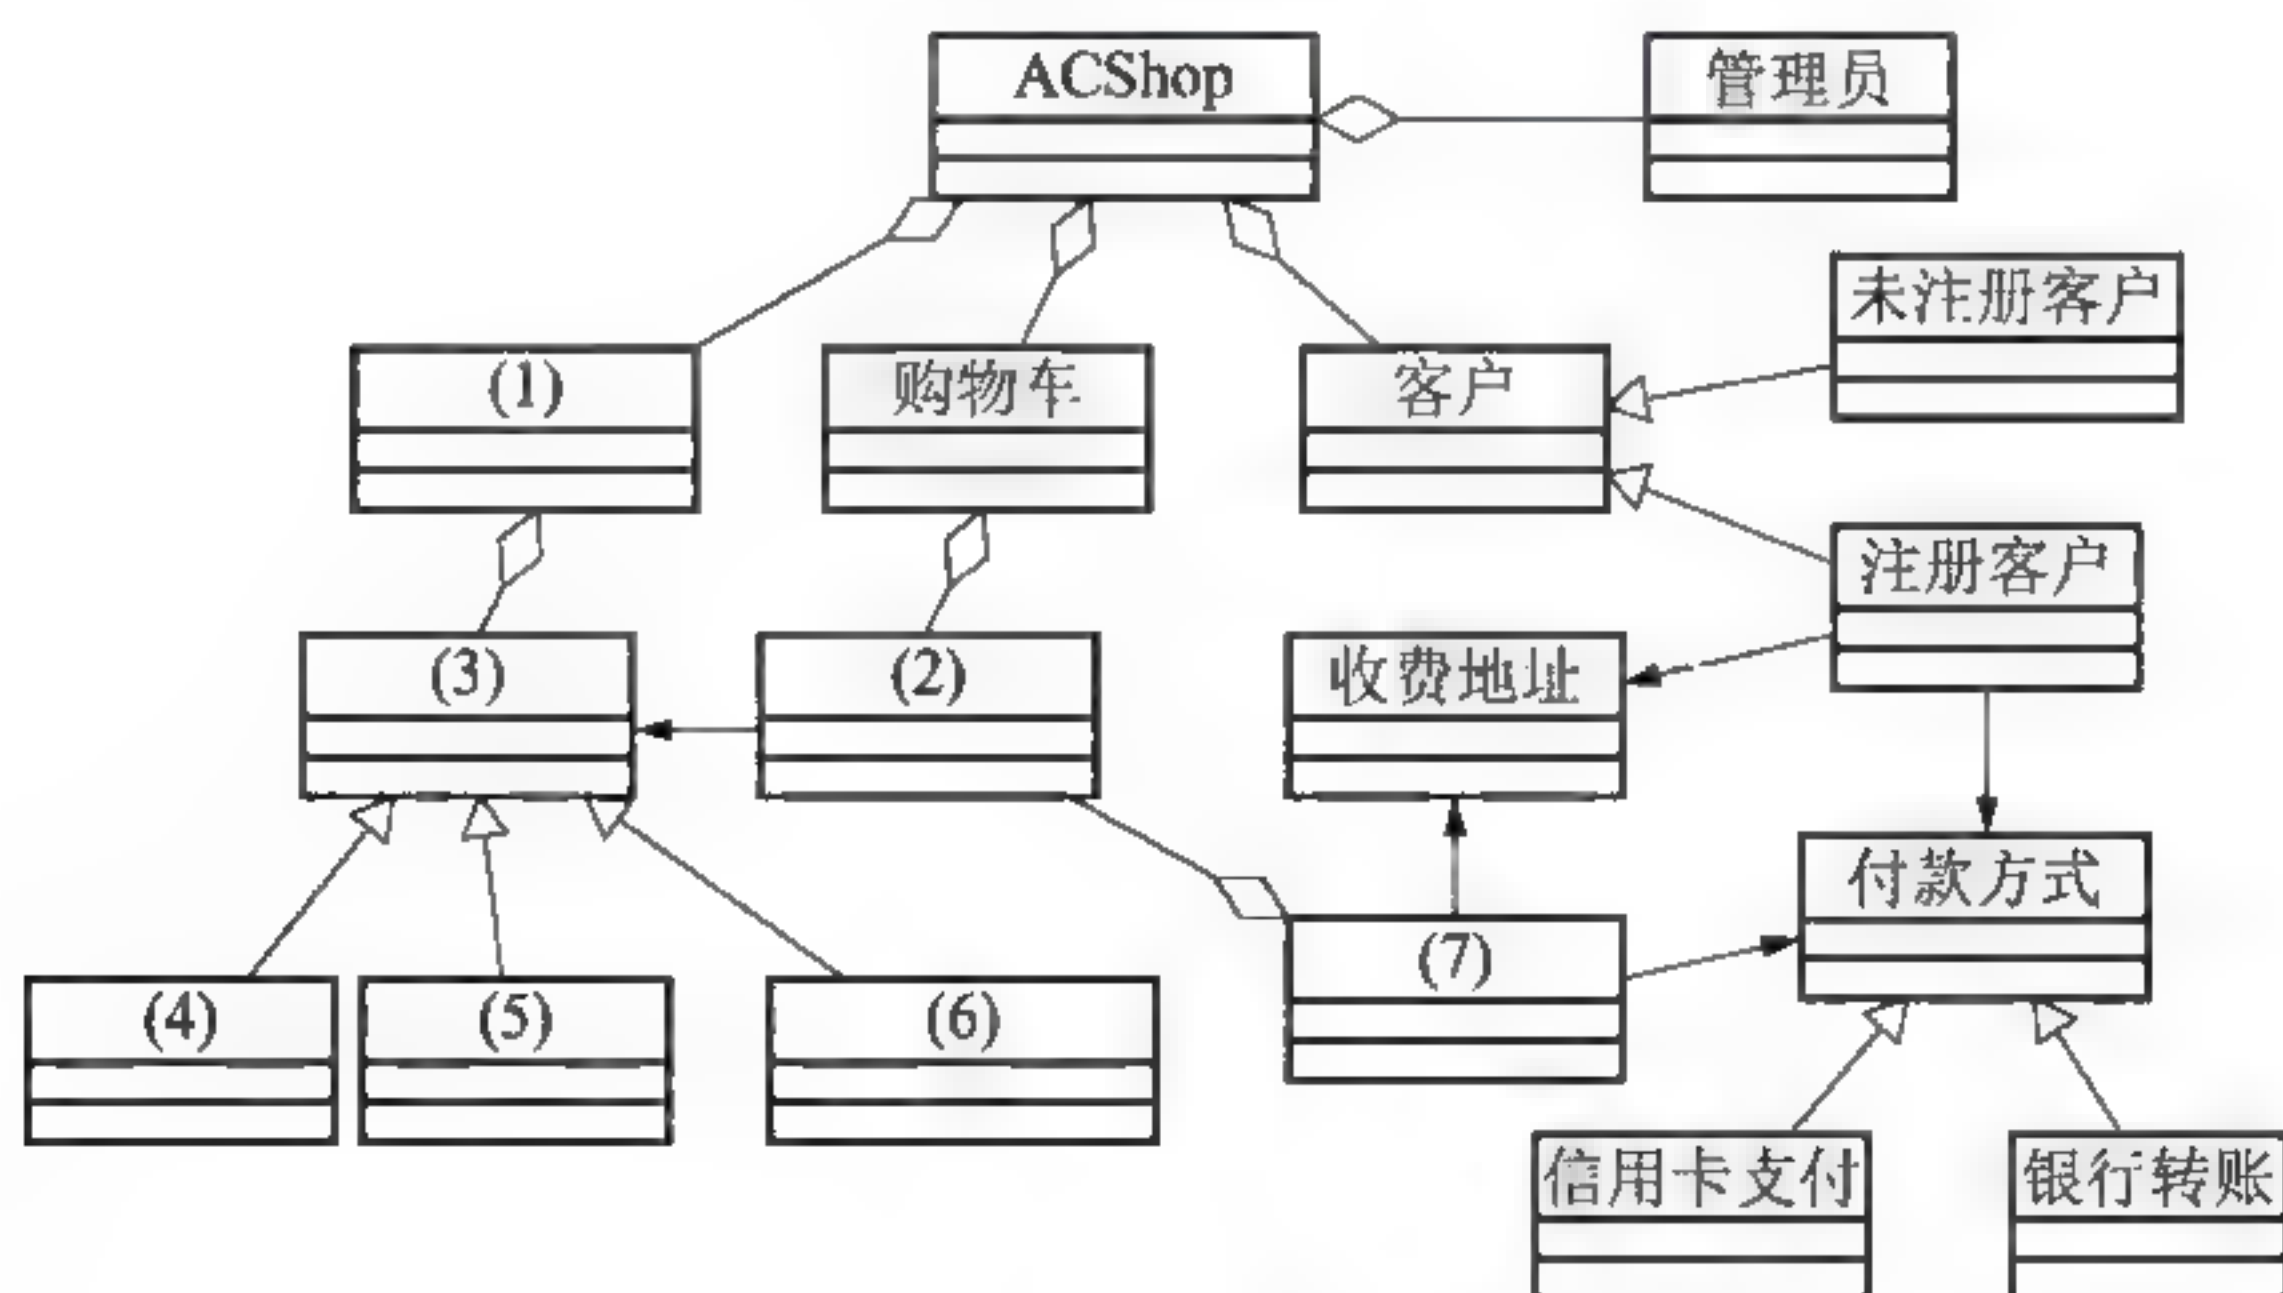 ACShop
管理员
未注册客户
(1)
购物车
客户
注册客户
(3)
(2)
收费地址
付款方式
(7)
(4)
(5)
(6)
信用卡支付
银行转账